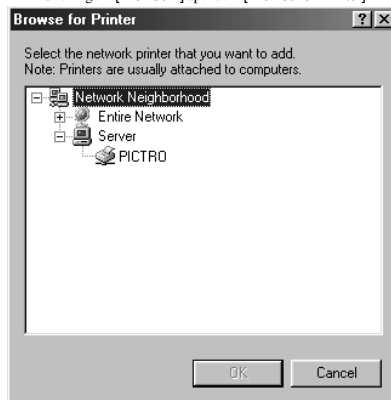 Browse for Printer
Select the network printer that you want to add.
Note: Printers are usually attached to computers.
Network Neighborhood
Entire Network
Server
PICTRO
OK
Cancel